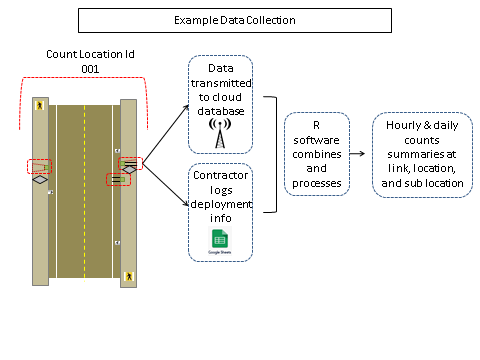 Example Data Collection
Count Location Id
001
Data
transmitted
to cloud
database
Contractor
logs
deployment
info
Google Sheets
R
software
combines
and
processes
Hourly & daily
counts
summaries at
link, location,
and sub location